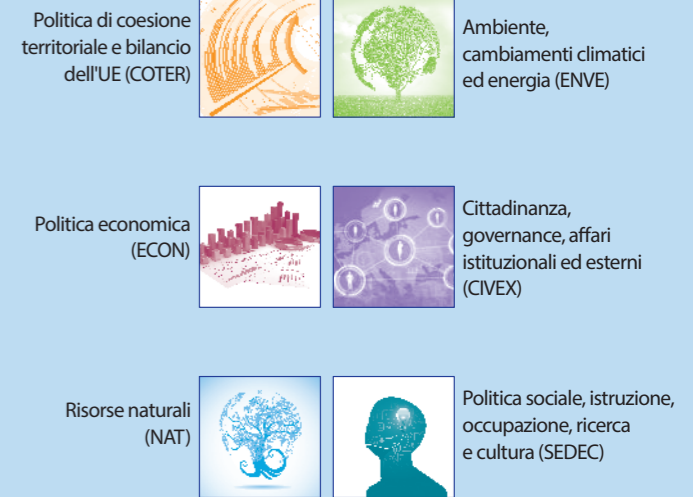 Politica di coesione
territoriale e bilancio
dell'UE (COTER)
Ambiente,
cambiamenti climatici
ed energia (ENVE)
Politica economica
(ECON)
Cittadinanza,
governance, affari
istituzionali ed esterni
(CIVEX)
Risorse naturali
(NAT)
Politica sociale, istruzione,
occupazione, ricerca
e cultura (SEDEC)